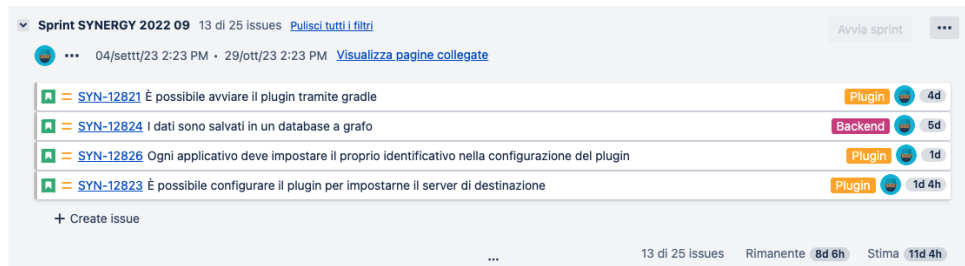 Sprint SYNERGY 2022 09 13 di 25 issues Pulisci tutti i filtri Avvia sprint ...
... 04/settt/23 2:23 PM • 29/ott/23 2:23 PM Visualizza pagine collegate
SYN-12821 È possibile avviare il plugin tramite gradle Plugin 4d
SYN-12824 I dati sono salvati in un database a grafo Backend 5d
SYN-12826 Ogni applicativo deve impostare il proprio identificativo nella configurazione del plugin Plugin 1d
SYN-12823 È possibile configurare il plugin per impostarne il server di destinazione Plugin 1d 4h
+ Create issue
... 13 di 25 issues Rimanente 8d 6h Stima 11d 4h